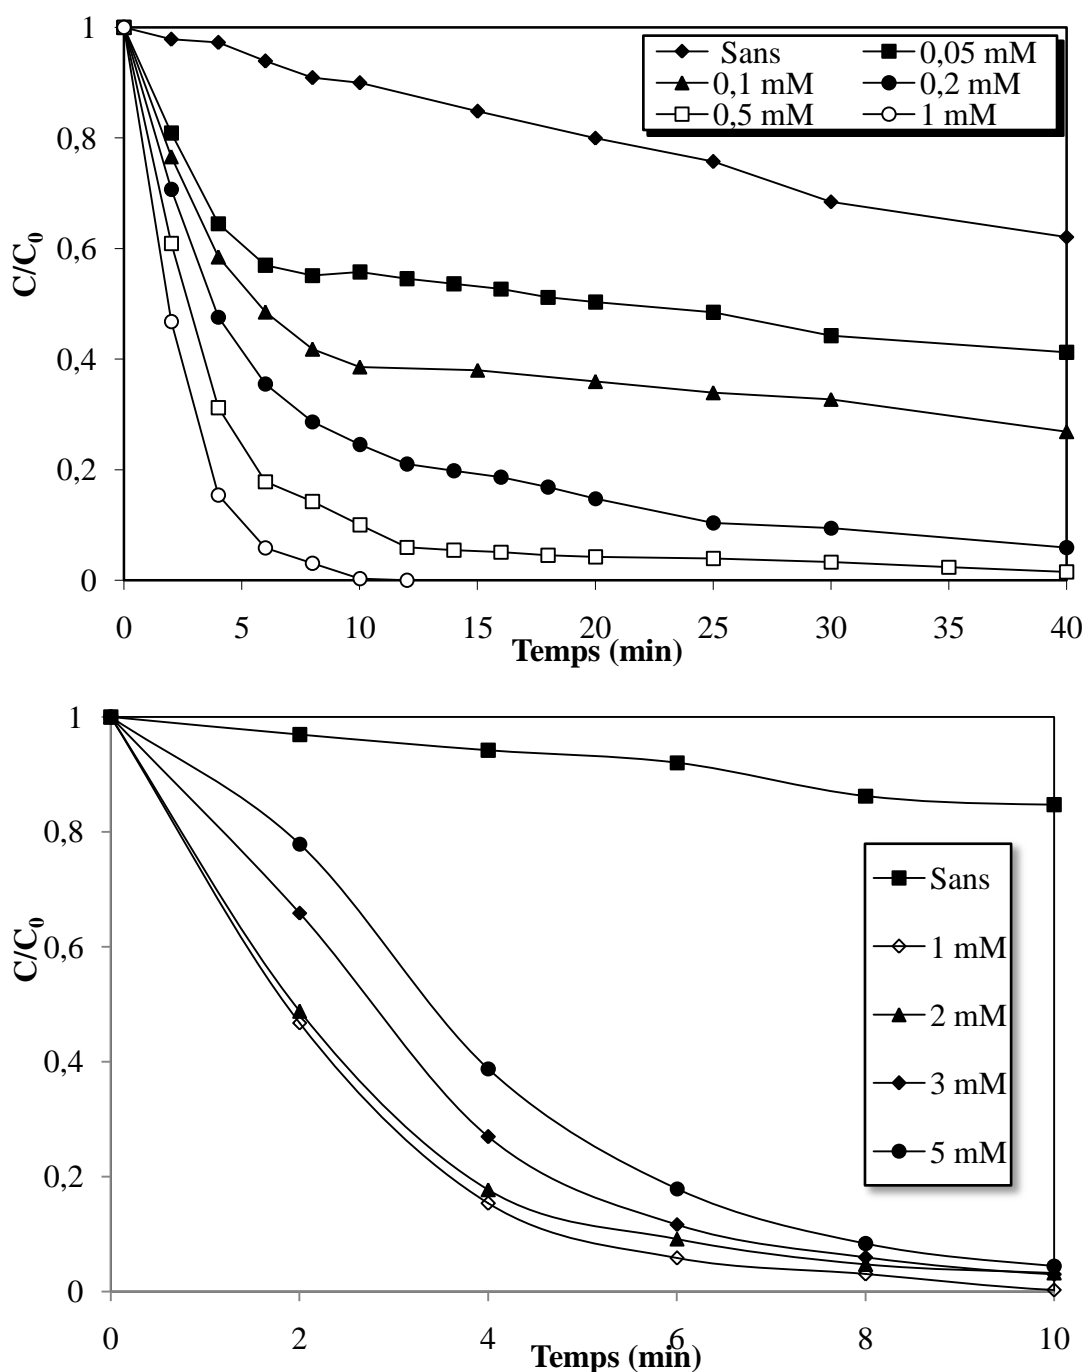 1
0,8
0,6
0,4
0,2
0
C/C0
Sans 0,05 mM
0,1 mM 0,2 mM
0,5 mM 1 mM
0 5 10 15 20 25 30 35 40
Temps (min)
1
0,8
0,6
0,4
0,2
0
C/C0
Sans
1 mM
2 mM
3 mM
5 mM
0 2 4 6 8 10
Temps (min)